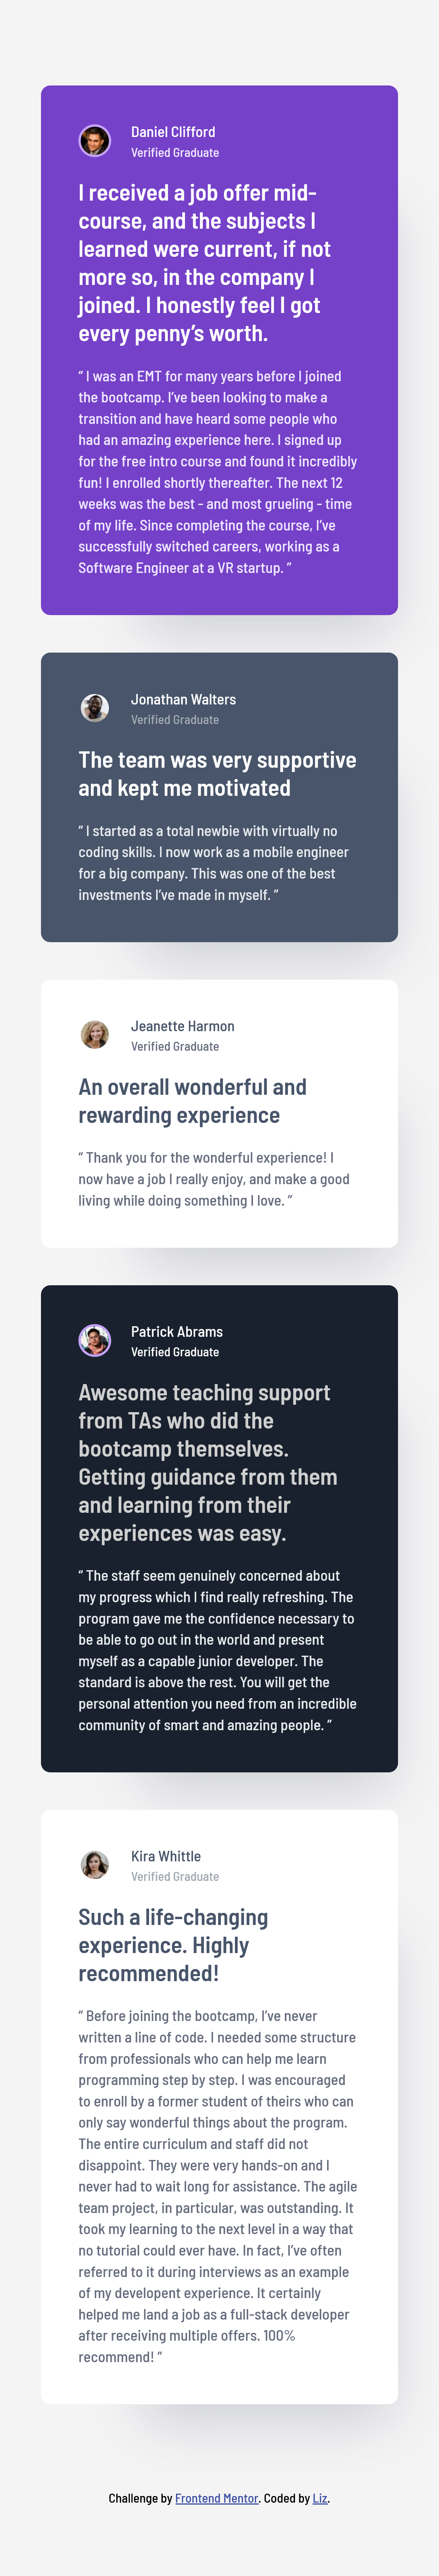 Daniel Clifford
Verified Graduate
I received a job offer mid-
course, and the subjects I
learned were current, if not
more so, in the company I
joined. I honestly feel I got
every penny’s worth.
“ I was an EMT for many years before I joined
the bootcamp. I’ve been looking to make a
transition and have heard some people who
had an amazing experience here. I signed up
for the free intro course and found it incredibly
fun! I enrolled shortly thereafter. The next 12
weeks was the best - and most grueling - time
of my life. Since completing the course, I’ve
successfully switched careers, working as a
Software Engineer at a VR startup. ”
Jonathan Walters
Verified Graduate
The team was very supportive
and kept me motivated
“ I started as a total newbie with virtually no
coding skills. I now work as a mobile engineer
for a big company. This was one of the best
investments I’ve made in myself. ”
Jeanette Harmon
Verified Graduate
An overall wonderful and
rewarding experience
“ Thank you for the wonderful experience! I
now have a job I really enjoy, and make a good
living while doing something I love. ”
Patrick Abrams
Verified Graduate
Awesome teaching support
from TAs who did the
bootcamp themselves.
Getting guidance from them
and learning from their
experiences was easy.
“ The staff seem genuinely concerned about
my progress which I find really refreshing. The
program gave me the confidence necessary to
be able to go out in the world and present
myself as a capable junior developer. The
standard is above the rest. You will get the
personal attention you need from an incredible
community of smart and amazing people. ”
Kira Whittle
Verified Graduate
Such a life-changing
experience. Highly
recommended!
“ Before joining the bootcamp, I’ve never
written a line of code. I needed some structure
from professionals who can help me learn
programming step by step. I was encouraged
to enroll by a former student of theirs who can
only say wonderful things about the program.
The entire curriculum and staff did not
disappoint. They were very hands-on and I
never had to wait long for assistance. The agile
team project, in particular, was outstanding. It
took my learning to the next level in a way that
no tutorial could ever have. In fact, I’ve often
referred to it during interviews as an example
of my developent experience. It certainly
helped me land a job as a full-stack developer
after receiving multiple offers. 100%
recommend! ”
Challenge by Frontend Mentor. Coded by Liz.